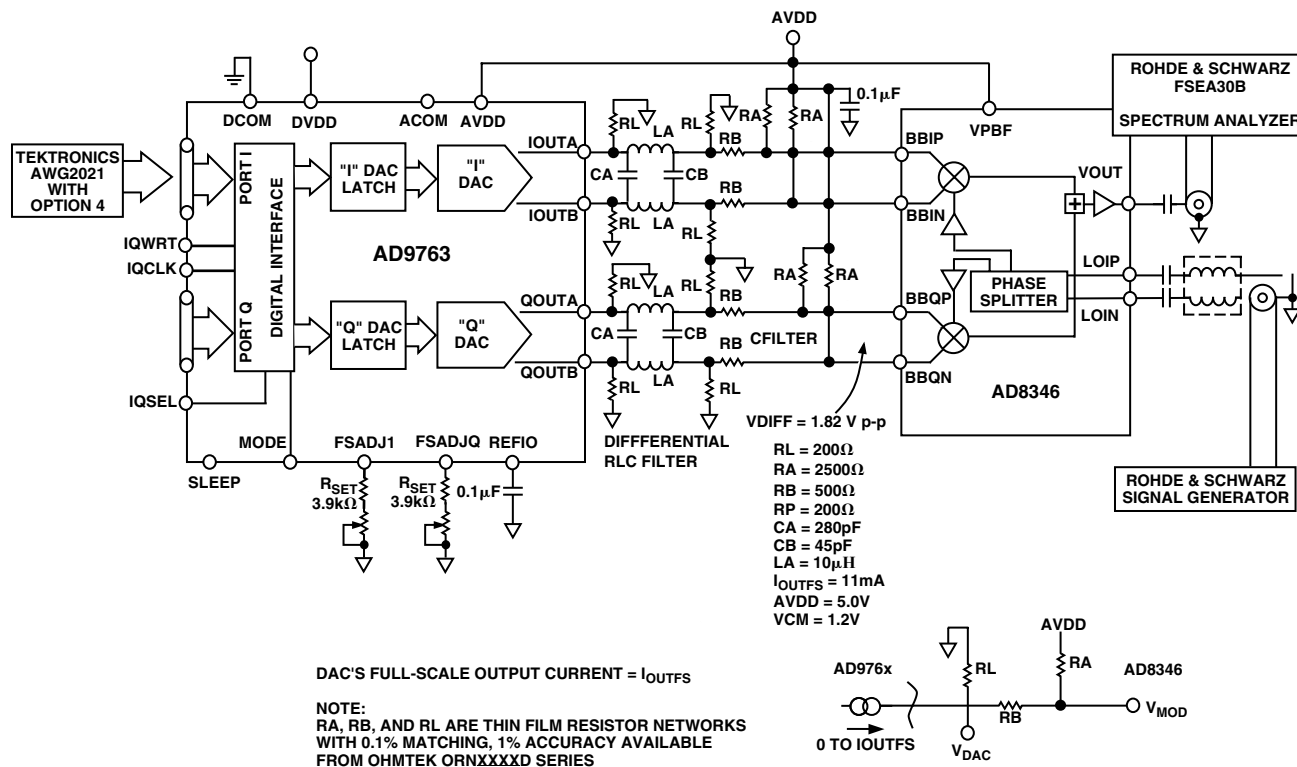 AVDD
ROHDE & SCHWARZ
FSEA30B
SPECTRUM ANALYZER
DCOM
DVDD
ACOM
AVDD
RL
LA
RL
RA
RA
0.1µF
VPBF
TEKTRONICS
AWG2021
WITH
OPTION 4
PORT I
DIGITAL INTERFACE
"I" DAC
LATCH
"I"
DAC
IOUTA
CA
CB
RB
BBIP
VOUT
IOUTB
RB
BBIN
IQWRT
IQCLK
AD9763
RL
LA
RL
RA
RA
PHASE
SPLITTER
LOIP
LOIN
RL
LA
RL
RB
PORT Q
"Q" DAC
LATCH
"Q"
DAC
QOUTA
CA
CB
CFILTER
BBQP
QOUTB
RB
BBQN
LA
RL
RL
AD8346
IQSEL
MODE
FSADJ1
FSADJQ
REFIO
SLEEP
RSET
3.9kΩ
RSET
3.9kΩ
0.1µF
DIFFFERENTIAL
RLC FILTER
VDIFF = 1.82 V p-p
RL = 200Ω
RA = 2500Ω
RB = 500Ω
RP = 200Ω
CA = 280pF
CB = 45pF
LA = 10µH
IOUTFS = 11mA
AVDD = 5.0V
VCM = 1.2V
ROHDE & SCHWARZ
SIGNAL GENERATOR
DAC'S FULL-SCALE OUTPUT CURRENT = IOUTFS
NOTE:
RA, RB, AND RL ARE THIN FILM RESISTOR NETWORKS
WITH 0.1% MATCHING, 1% ACCURACY AVAILABLE
FROM OHMTEK ORNXXXXD SERIES
AVDD
AD976x
RL
RA
AD8346
RB
VMOD
0 TO IOUTFS
VDAC